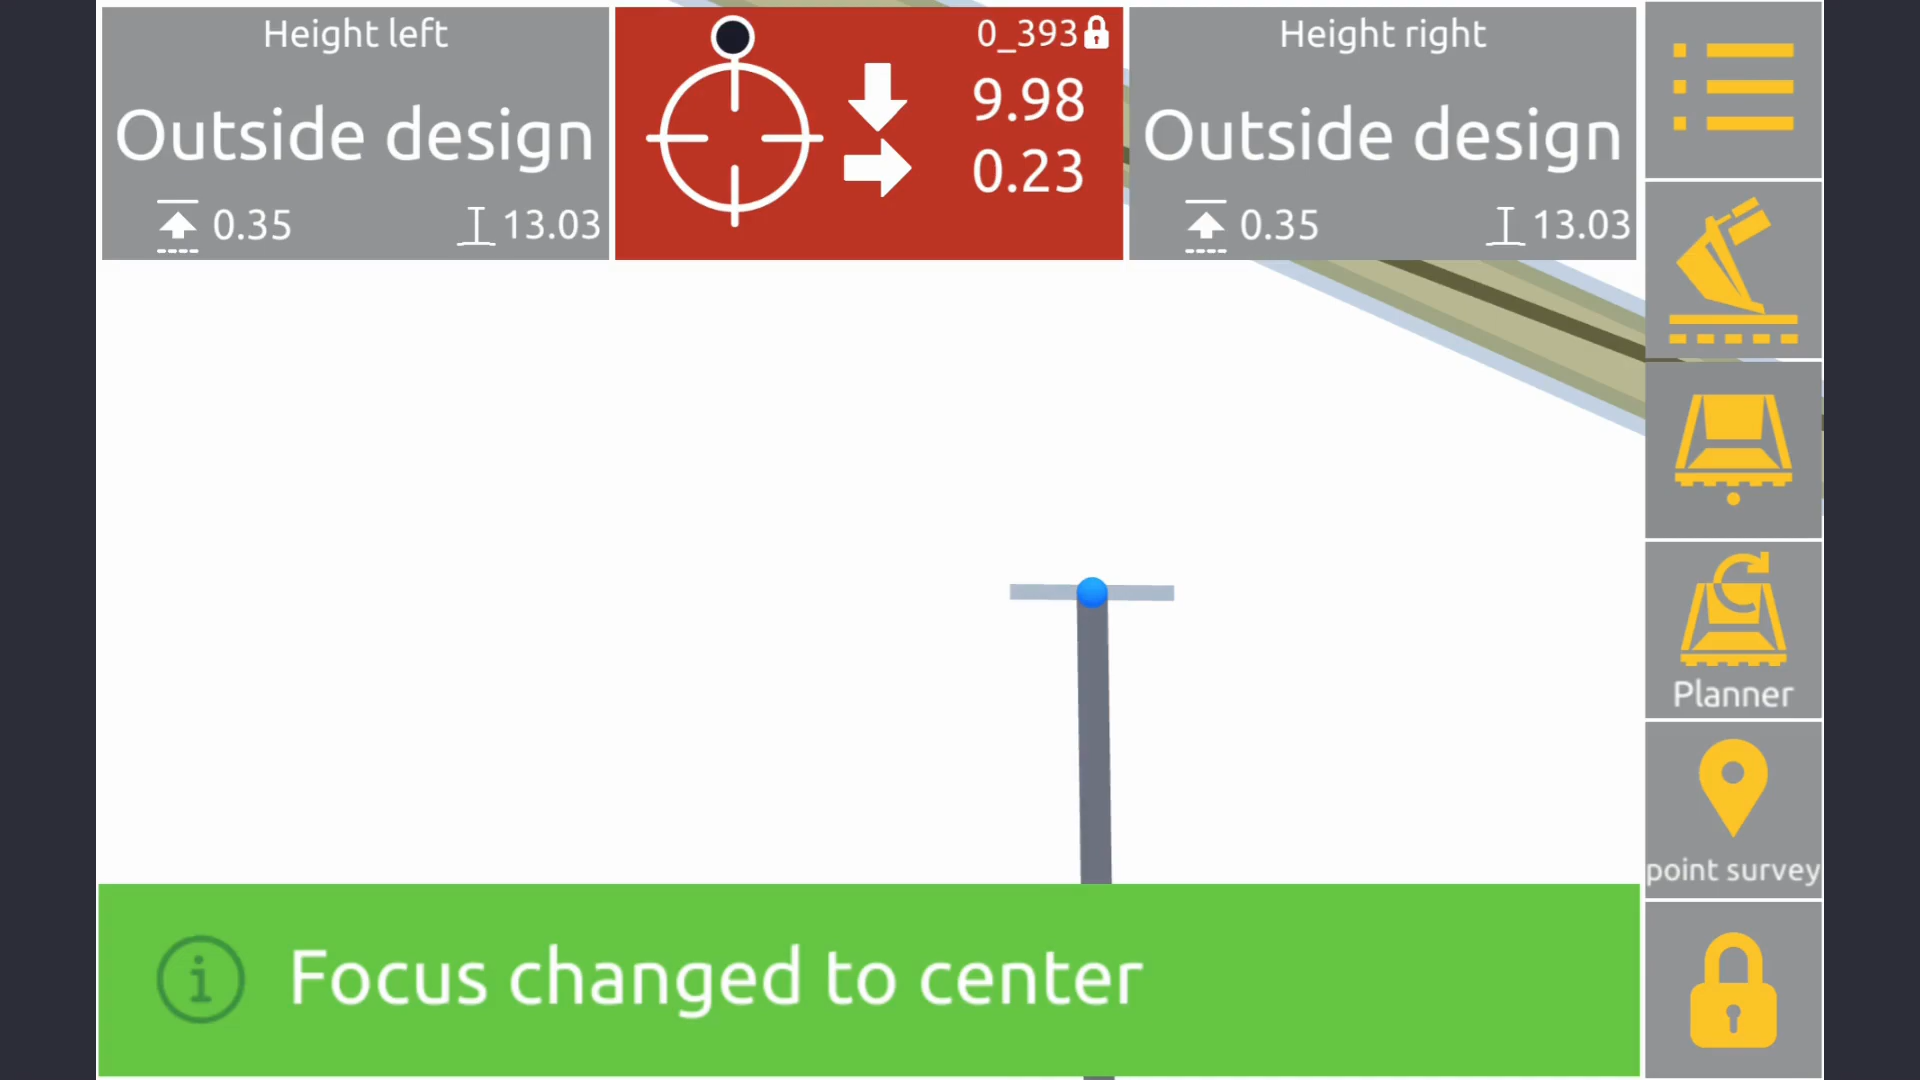 Height left
Outside design
0.35 13.03
0_393
9.98
0.23
Height right
Outside design
0.35 13.03
Planner
point survey
Focus changed to center